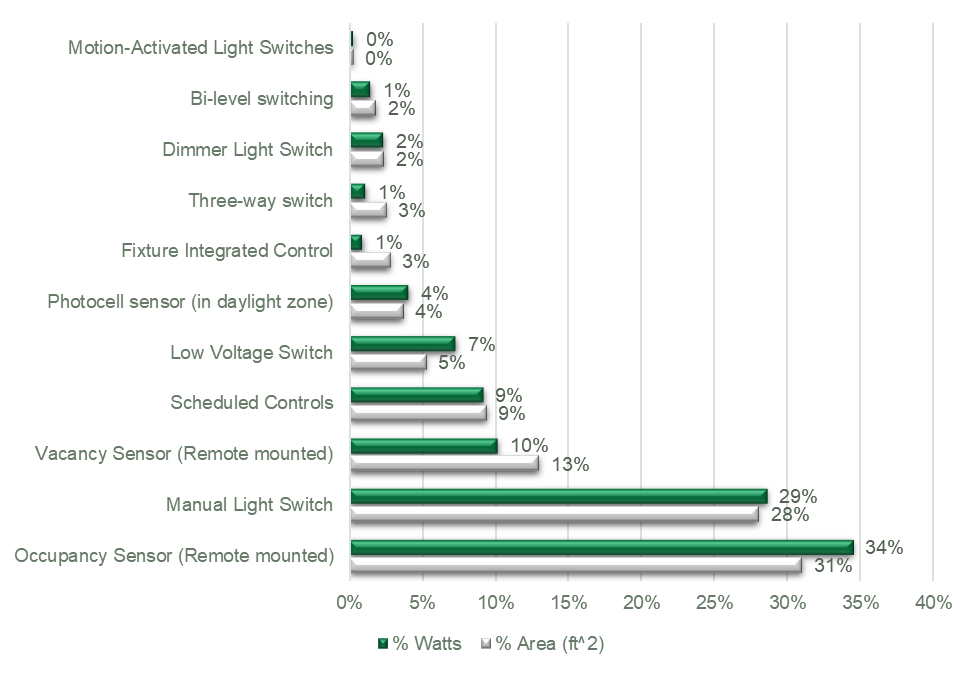 Motion-Activated Light Switches 0%
0%
Bi-level switching 1%
2%
Dimmer Light Switch 2%
2%
Three-way switch 1%
3%
Fixture Integrated Control 1%
3%
Photocell sensor (in daylight zone) 4%
4%
Low Voltage Switch 7%
5%
Scheduled Controls 9%
9%
Vacancy Sensor (Remote mounted) 10%
13%
Manual Light Switch 29%
28%
Occupancy Sensor (Remote mounted) 34%
31%
0% 5% 10% 15% 20% 25% 30% 35% 40%
% Watts % Area (ft^2)